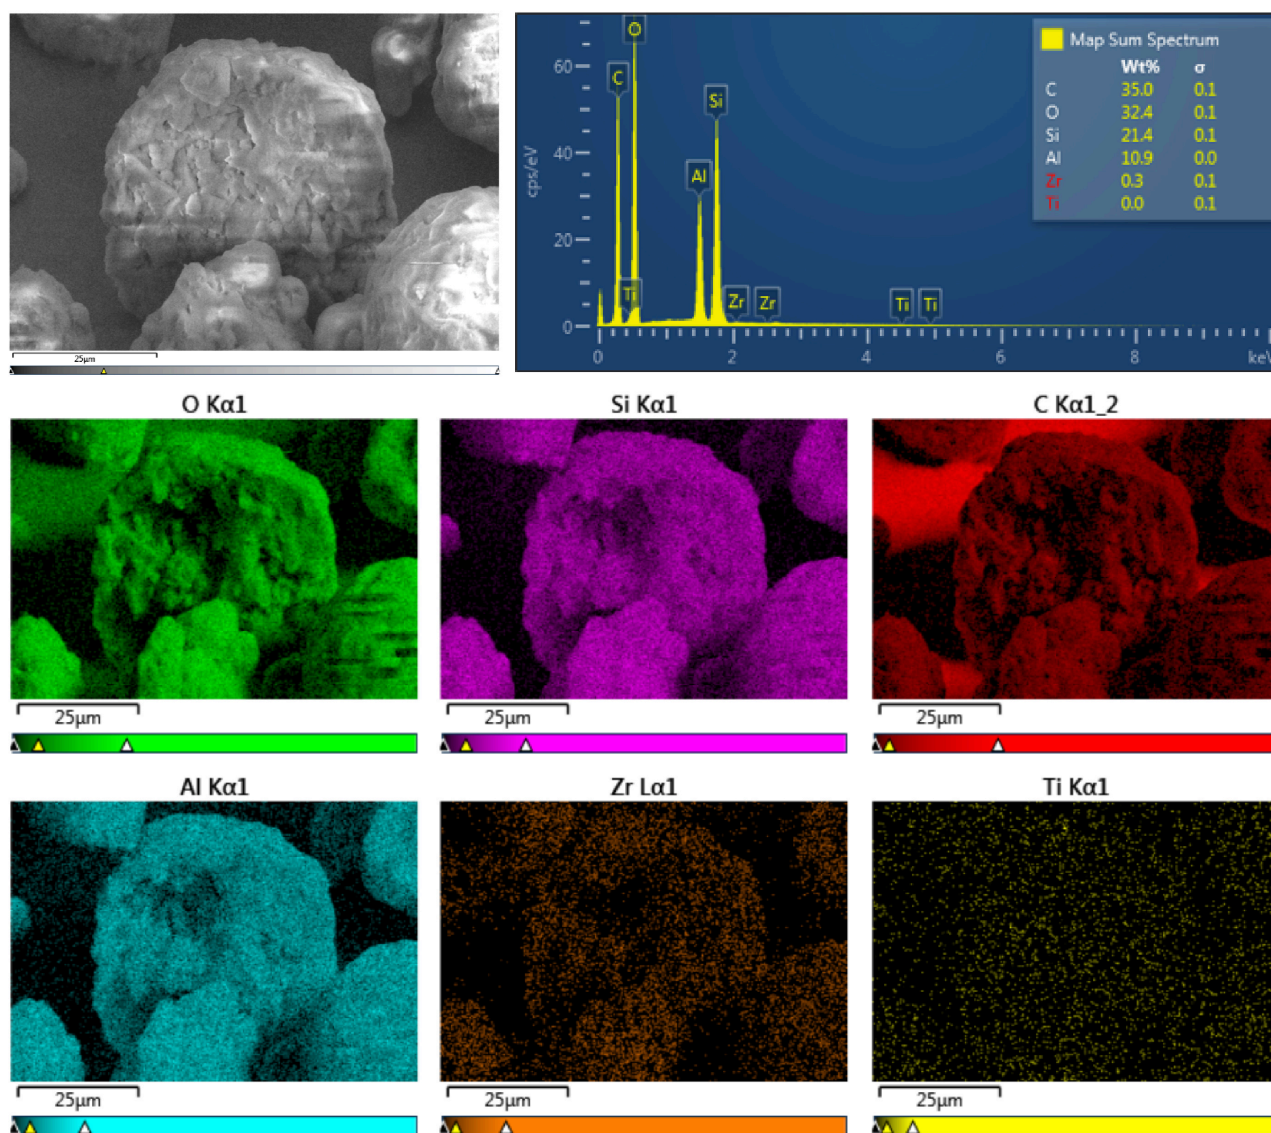 25μm
Map Sum Spectrum
Wt% σ
C 35.0 0.1
O 32.4 0.1
Si 21.4 0.1
Al 10.9 0.0
Zr 0.3 0.1
Ti 0.0 0.1
cps/eV
60
40
20
0
O
C
Si
Al
Ti
Zr
Zr
Ti
Ti
0 2 4 6 8 keV
O Kα1
Si Kα1
C Kα1_2
25μm
25μm
25μm
Al Kα1
Zr Lα1
Ti Kα1
25μm
25μm
25μm